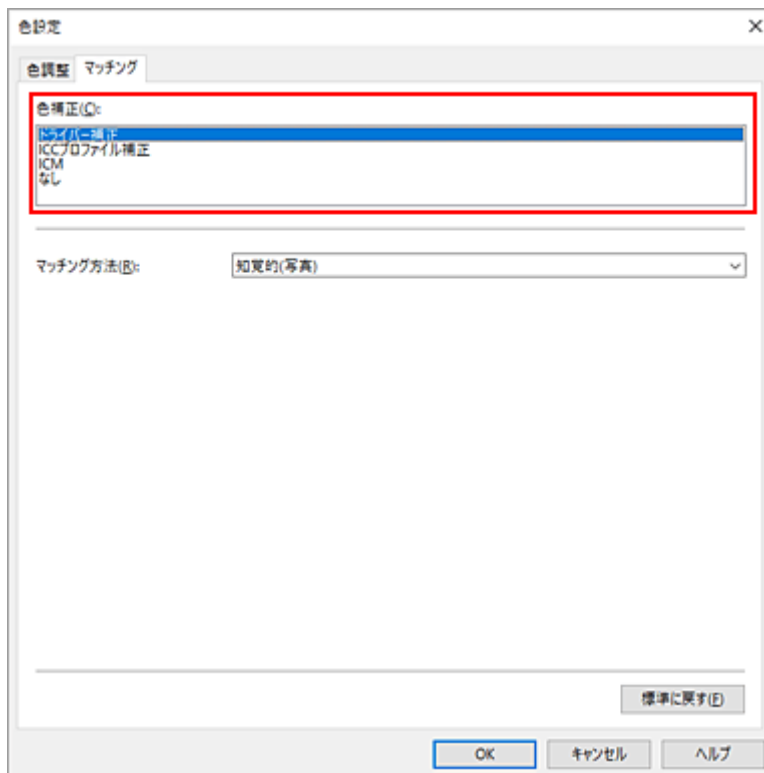 色設定
色調整 マッチング
色補正(C):
ドライバー補正
ICCプロファイル補正
ICM
なし
マッチング方法(R): 知覚的(写真)
標準に戻す(F)
OK キャンセル ヘルプ